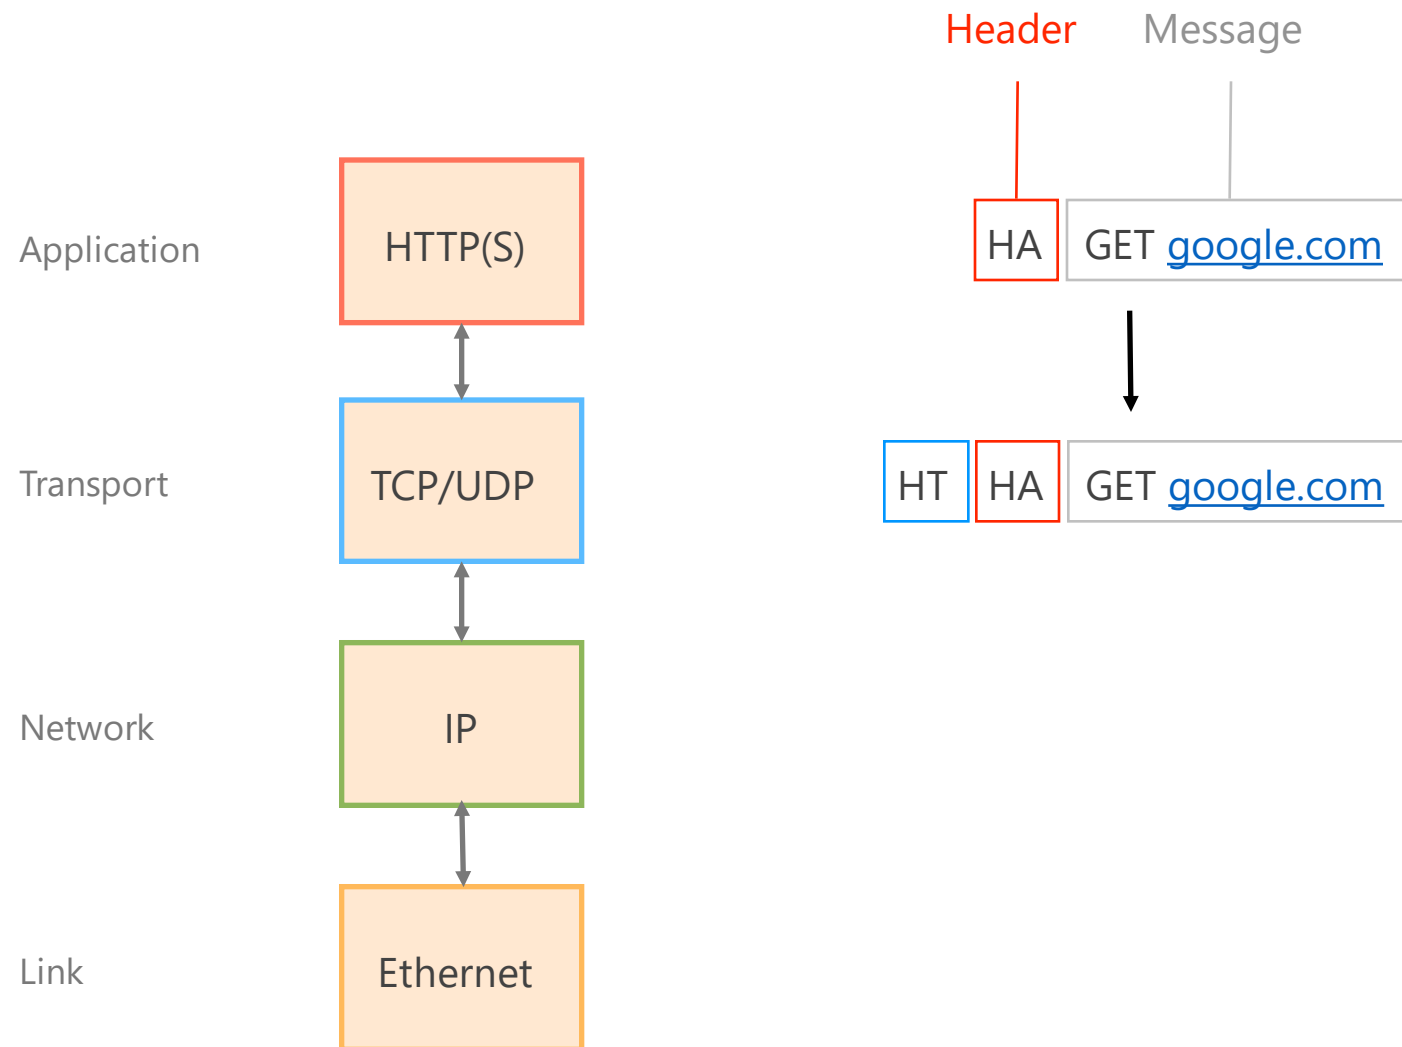 Header Message
Application
HTTP(S)
HA GET google.com
Transport
TCP/UDP
HT HA GET google.com
Network
IP
Link
Ethernet